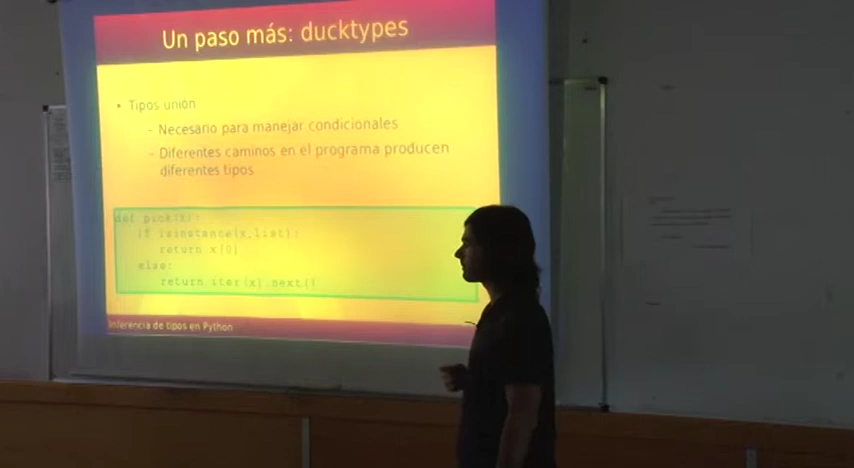 Un paso más: ducktypes
• Tipos unión
– Necesario para manejar condicionales
– Diferentes caminos en el programa producen
diferentes tipos
def pick(x):
if isinstance(x,list):
return x[0]
else:
return iter(x).next()
Inferencia de tipos en Python